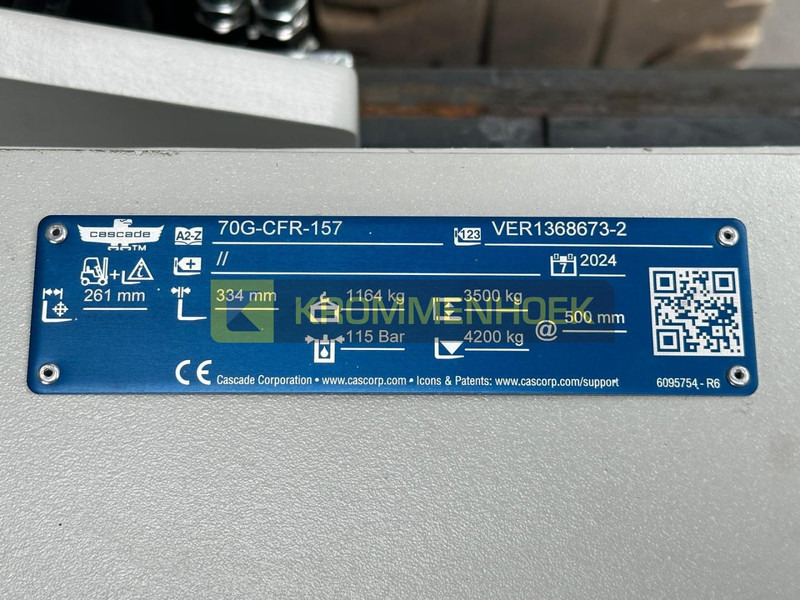 cascade TM
A2-Z 70G-CFR-157
123 VER1368673-2
+ //
7 2024
261 mm
334 mm
1164 kg
3500 kg
@ 500 mm
KROMMENHOEK
115 Bar
4200 kg
CE Cascade Corporation • www.cascorp.com • Icons & Patents: www.cascorp.com/support
6095754 - R6